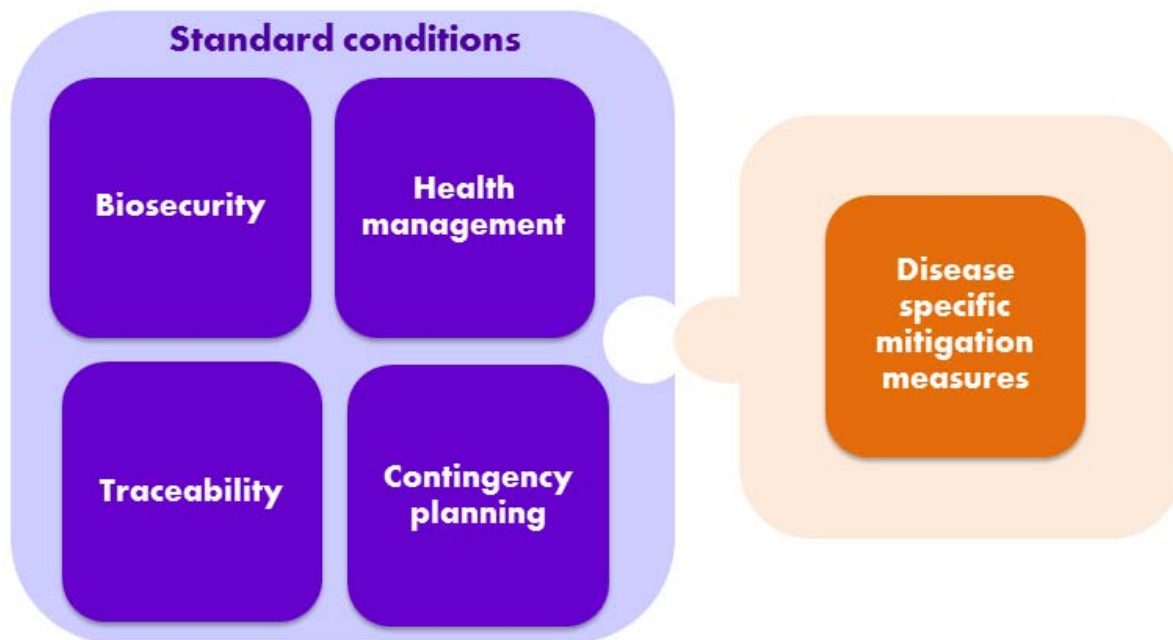 Standard conditions
Biosecurity
Health
management
Traceability
Contingency
planning
Disease
specific
mitigation
measures